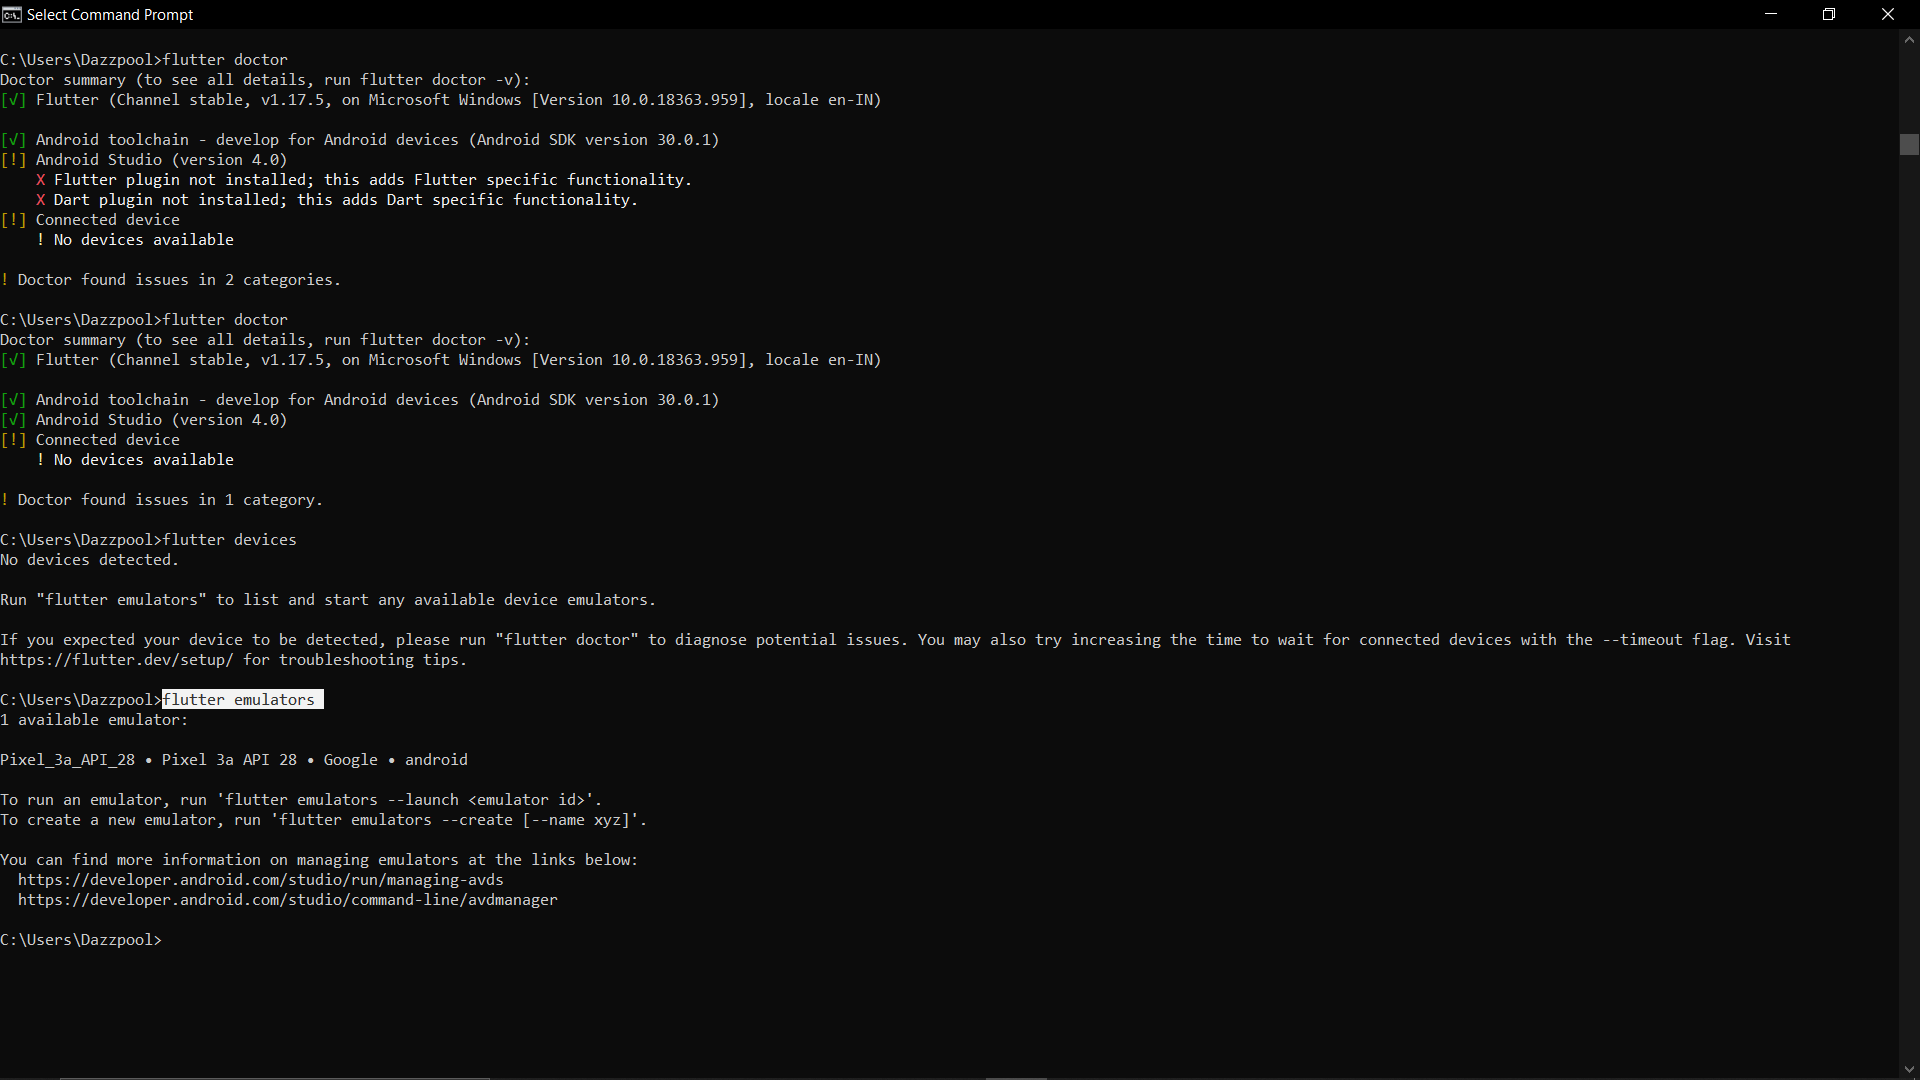 Select Command Prompt
C:\Users\Dazzpool>flutter doctor
Doctor summary (to see all details, run flutter doctor -v):
[√] Flutter (Channel stable, v1.17.5, on Microsoft Windows [Version 10.0.18363.959], locale en-IN)
[√] Android toolchain - develop for Android devices (Android SDK version 30.0.1)
[!] Android Studio (version 4.0)
X Flutter plugin not installed; this adds Flutter specific functionality.
X Dart plugin not installed; this adds Dart specific functionality.
[!] Connected device
! No devices available
! Doctor found issues in 2 categories.
C:\Users\Dazzpool>flutter doctor
Doctor summary (to see all details, run flutter doctor -v):
[√] Flutter (Channel stable, v1.17.5, on Microsoft Windows [Version 10.0.18363.959], locale en-IN)
[√] Android toolchain - develop for Android devices (Android SDK version 30.0.1)
[√] Android Studio (version 4.0)
[!] Connected device
! No devices available
! Doctor found issues in 1 category.
C:\Users\Dazzpool>flutter devices
No devices detected.
Run "flutter emulators" to list and start any available device emulators.
If you expected your device to be detected, please run "flutter doctor" to diagnose potential issues. You may also try increasing the time to wait for connected devices with the --timeout flag. Visit
https://flutter.dev/setup/ for troubleshooting tips.
C:\Users\Dazzpool>flutter emulators
1 available emulator:
Pixel_3a_API_28 • Pixel 3a API 28 • Google • android
To run an emulator, run 'flutter emulators --launch <emulator id>'.
To create a new emulator, run 'flutter emulators --create [--name xyz]'.
You can find more information on managing emulators at the links below:
https://developer.android.com/studio/run/managing-avds
https://developer.android.com/studio/command-line/avdmanager
C:\Users\Dazzpool>